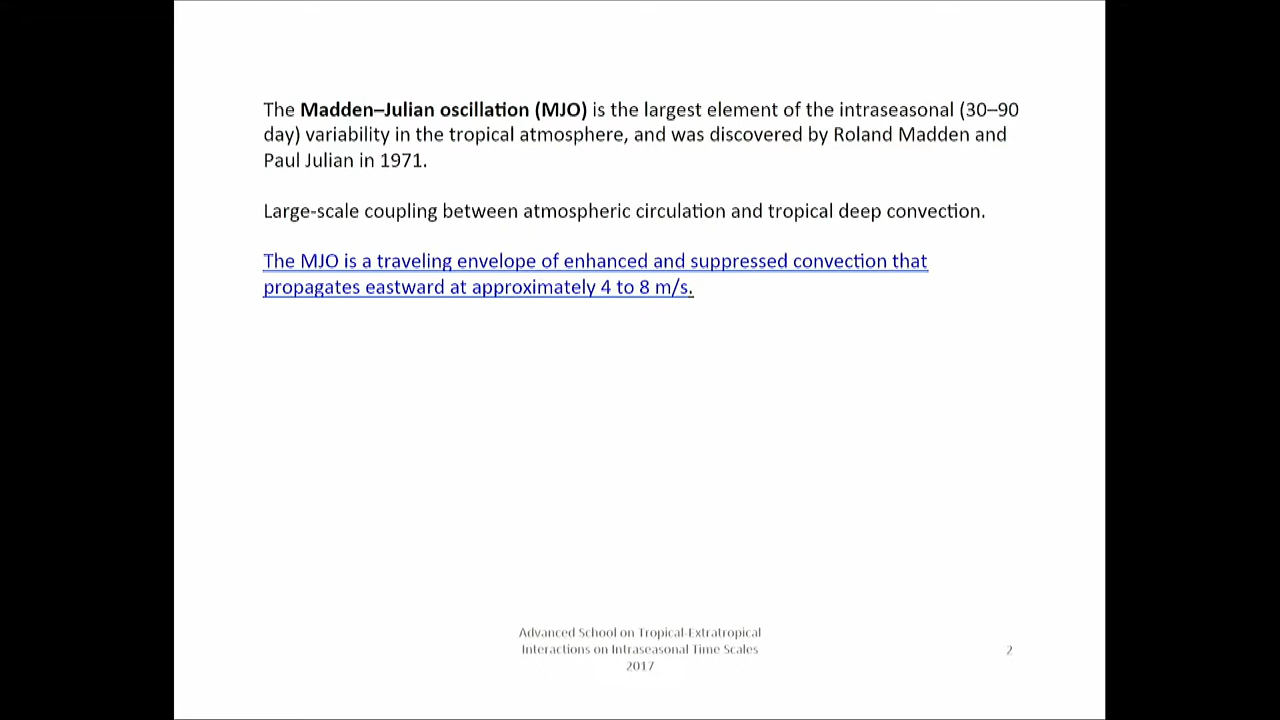 The Madden–Julian oscillation (MJO) is the largest element of the intraseasonal (30–90
day) variability in the tropical atmosphere, and was discovered by Roland Madden and
Paul Julian in 1971.
Large-scale coupling between atmospheric circulation and tropical deep convection.
The MJO is a traveling envelope of enhanced and suppressed convection that
propagates eastward at approximately 4 to 8 m/s.
Advanced School on Tropical-Extratropical
Interactions on Intraseasonal Time Scales
2017
2